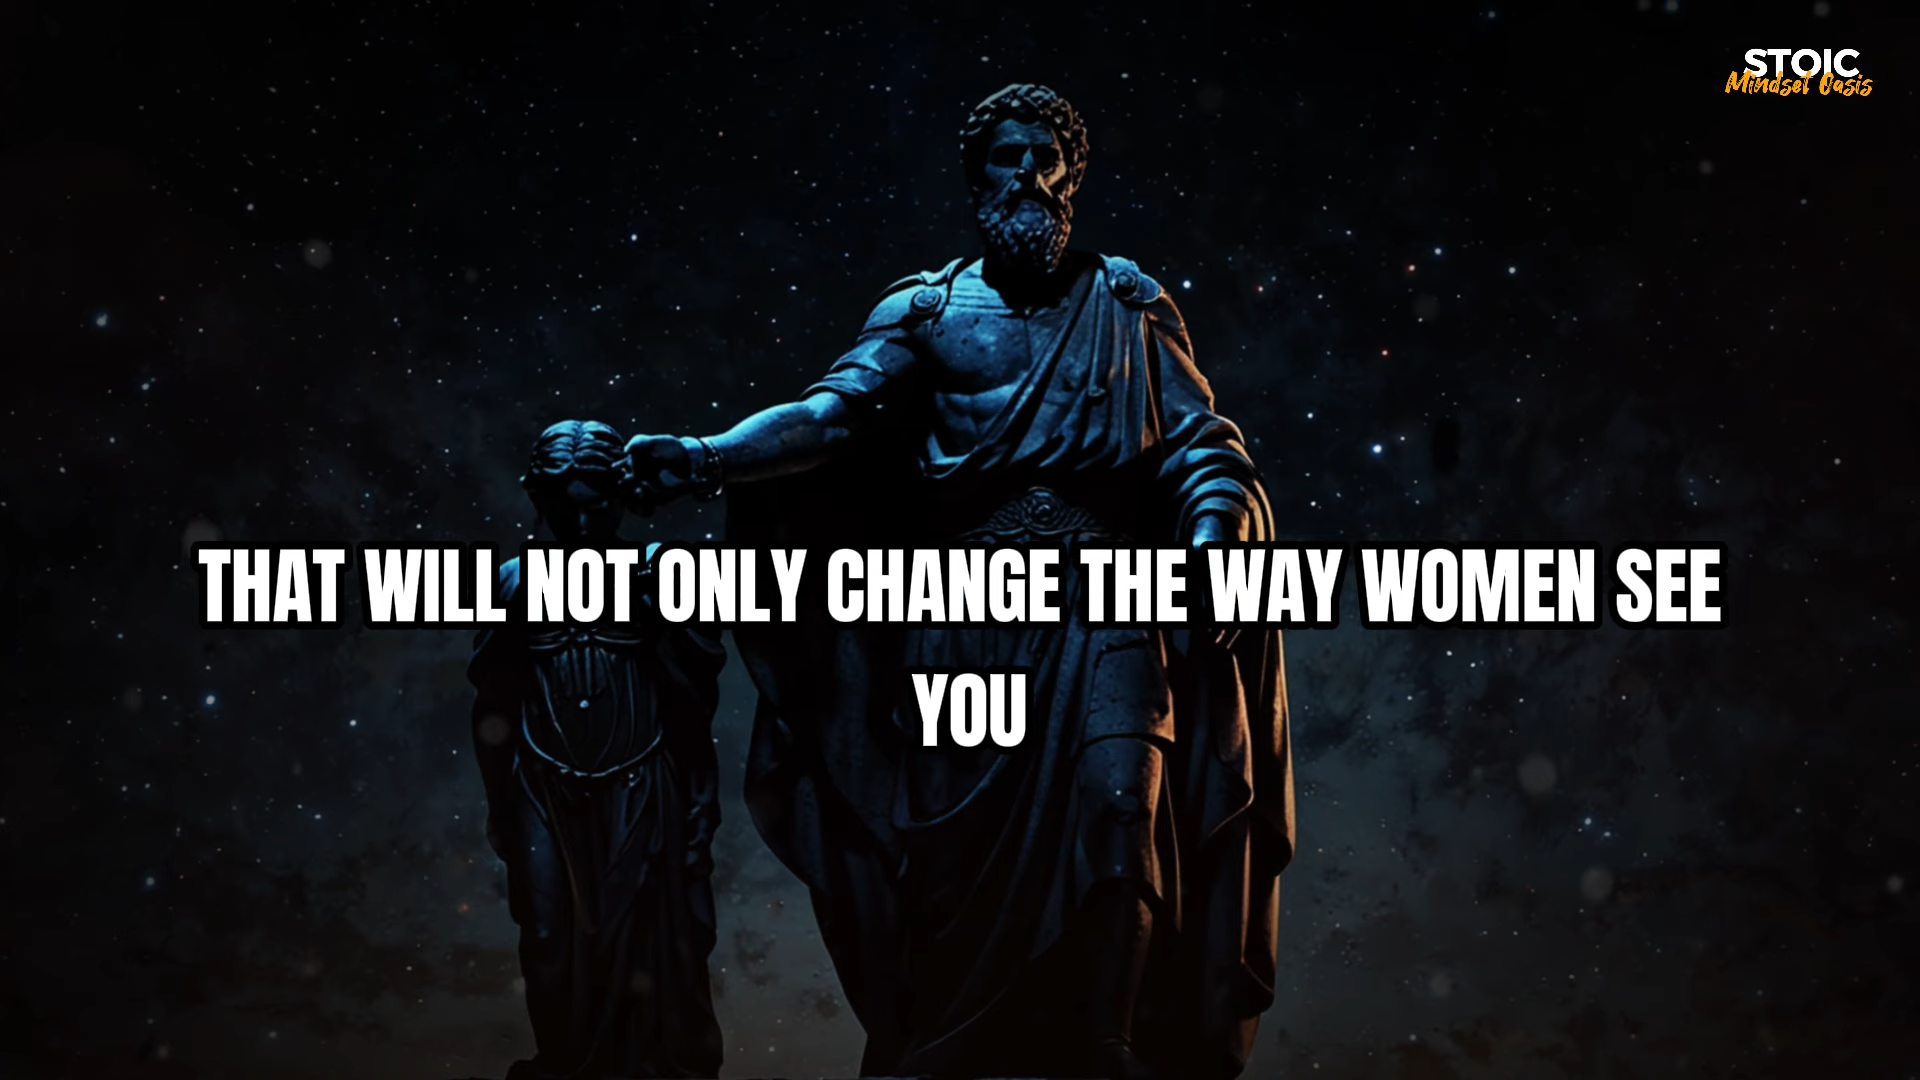 STOIC
Mindset Oasis
THAT WILL NOT ONLY CHANGE THE WAY WOMEN SEE
YOU